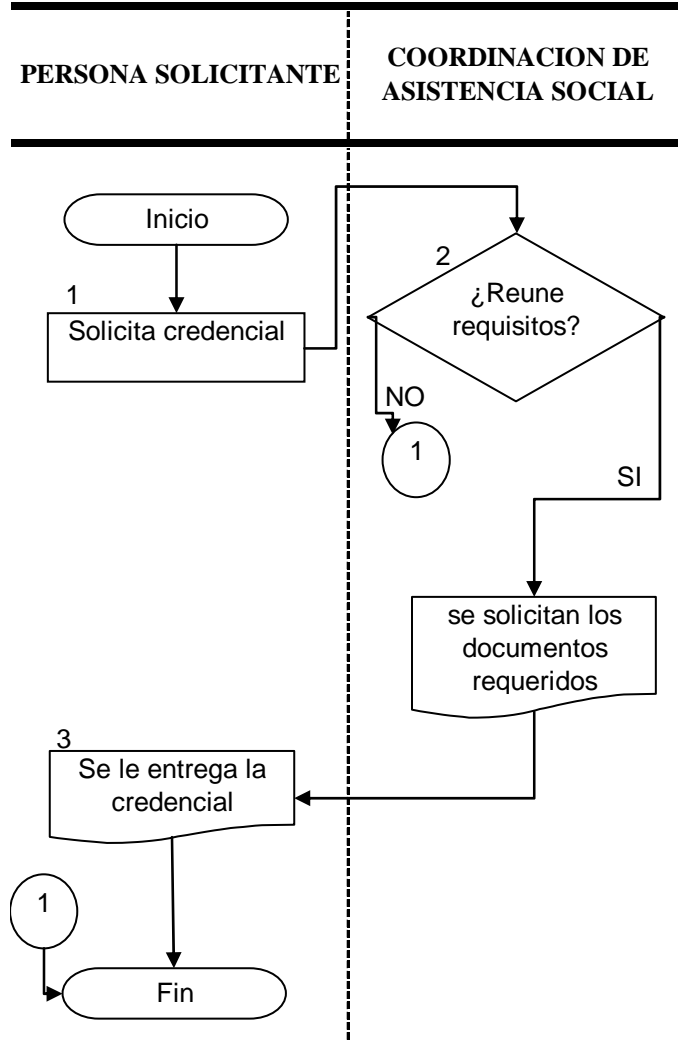 PERSONA SOLICITANTE
COORDINACION DE
ASISTENCIA SOCIAL
Inicio
1
Solicita credencial
2
¿Reune
requisitos?
NO
1
SI
se solicitan los
documentos
requeridos
3
Se le entrega la
credencial
1
Fin